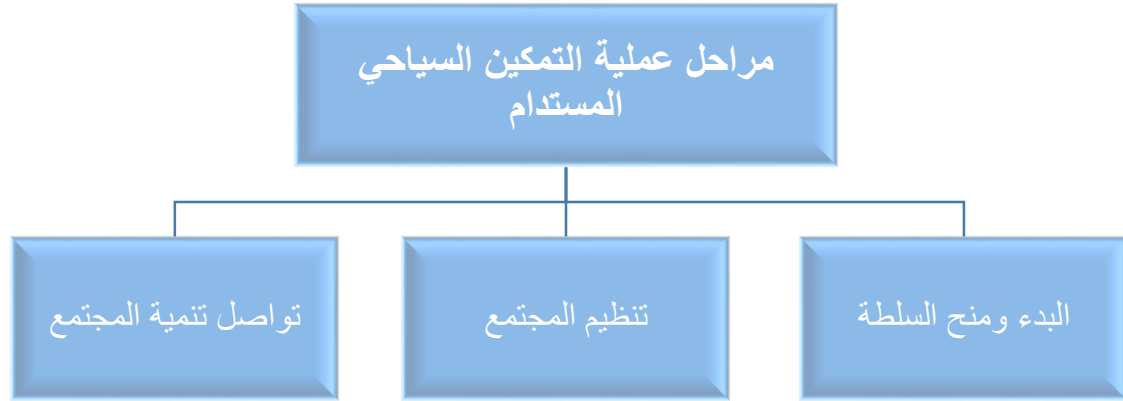 مراحل عملية التمكين السياحي
المستدام
البدء ومنح السلطة
تنظيم المجتمع
تواصل تنمية المجتمع